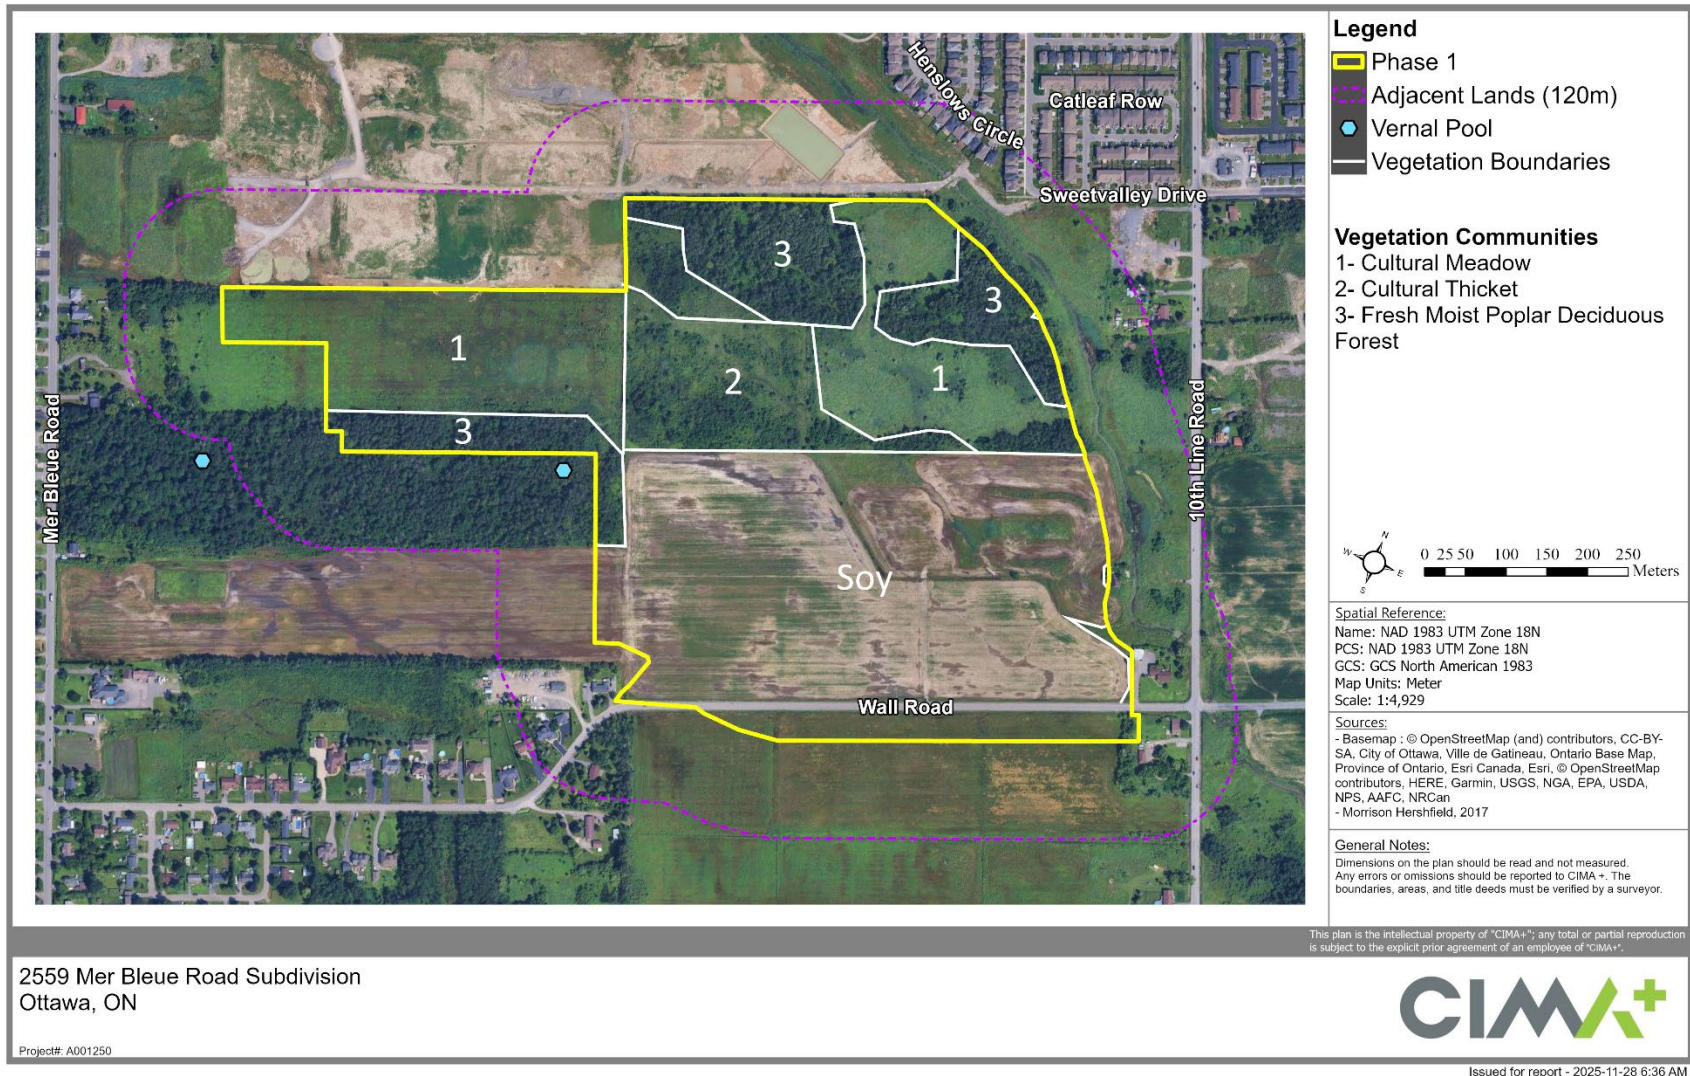 Henslows Circle
Catleaf Row
Sweetvalley Drive
3
3
1
2
1
3
Mer Bleue Road
10th Line Road
Soy
Wall Road
Legend
Phase 1
Adjacent Lands (120m)
Vernal Pool
Vegetation Boundaries
Vegetation Communities
1- Cultural Meadow
2- Cultural Thicket
3- Fresh Moist Poplar Deciduous
Forest
N
W
E
S
0 25 50 100 150 200 250
Meters
Spatial Reference:
Name: NAD 1983 UTM Zone 18N
PCS: NAD 1983 UTM Zone 18N
GCS: GCS North American 1983
Map Units: Meter
Scale: 1:4,929
Sources:
- Basemap : © OpenStreetMap (and) contributors, CC-BY-
SA, City of Ottawa, Ville de Gatineau, Ontario Base Map,
Province of Ontario, Esri Canada, Esri, © OpenStreetMap
contributors, HERE, Garmin, USGS, NGA, EPA, USDA,
NPS, AAFC, NRCan
- Morrison Hershfield, 2017
General Notes:
Dimensions on the plan should be read and not measured.
Any errors or omissions should be reported to CIMA +. The
boundaries, areas, and title deeds must be verified by a surveyor.
This plan is the intellectual property of "CIMA+"; any total or partial reproduction
is subject to the explicit prior agreement of an employee of "CIMA+".
2559 Mer Bleue Road Subdivision
Ottawa, ON
Project#: A001250
CIMA+
Issued for report - 2025-11-28 6:36 AM